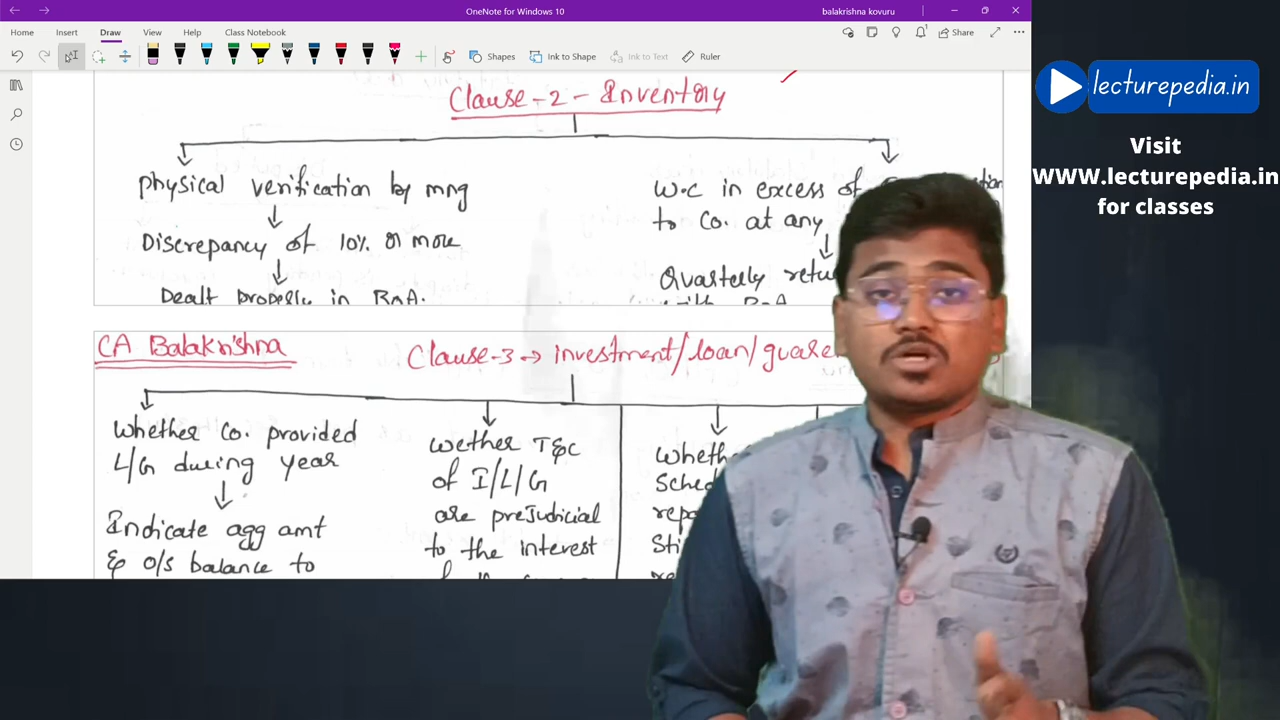 OneNote for Windows 10
balakrishna kovuru
Home Insert Draw View Help Class Notebook
Share
Shapes Ink to Shape Ink to Text Ruler
lecturepedia.in
Visit
WWW.lecturepedia.in
for classes
Clause-2-Inventory
Physical verification by mng
Discrepancy of 10% or more
Dealt properly in BOA.
W.C in excess of
to Co. at any
Quarterly retu
with BOA
CA Balakrishna
Clause-3 → investment/loan/guare
Whether Co. provided
L/G during year
Indicate agg amt
& o/s balance to
Wether T&C
of I/L/G
are prejudicial
to the interest
Wheth
Sched
repa
Sti